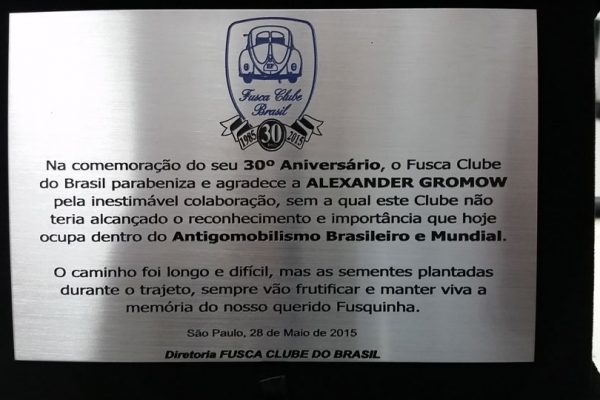 Fusca Clube
Brasil
1985 30 2015
Na comemoração do seu 30º Aniversário, o Fusca Clube
do Brasil parabeniza e agradece a ALEXANDER GROMOW
pela inestimável colaboração, sem a qual este Clube não
teria alcançado o reconhecimento e importância que hoje
ocupa dentro do Antigomobilismo Brasileiro e Mundial.
O caminho foi longo e difícil, mas as sementes plantadas
durante o trajeto, sempre vão frutificar e manter viva a
memória do nosso querido Fusquinha.
São Paulo, 28 de Maio de 2015
Diretoria FUSCA CLUBE DO BRASIL